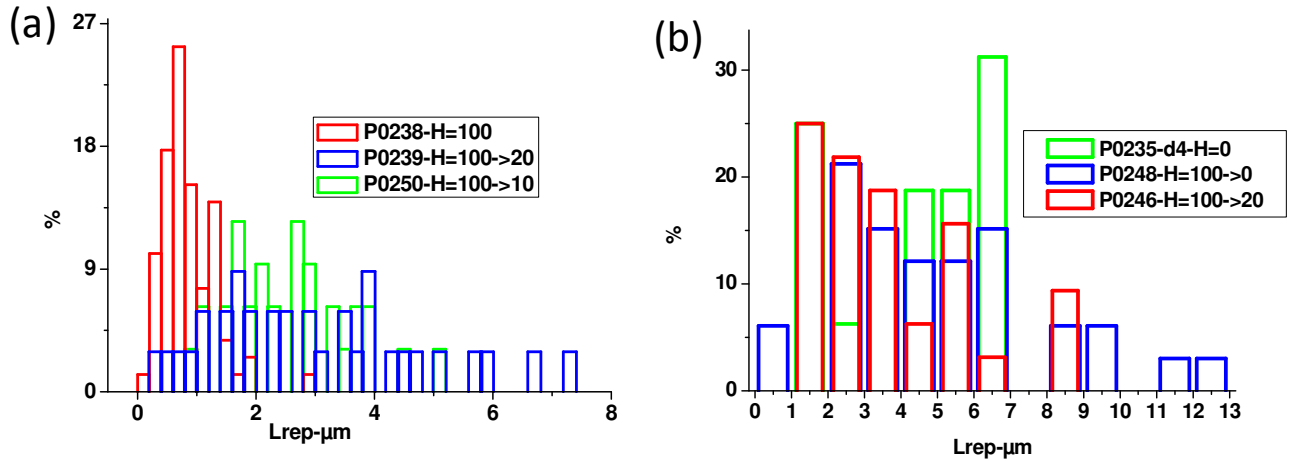 (a)
27
18
9
0
%
P0238-H=100
P0239-H=100->20
P0250-H=100->10
0 2 4 6 8
Lrep-µm
(b)
30
20
10
0
%
P0235-d4-H=0
P0248-H=100->0
P0246-H=100->20
0 1 2 3 4 5 6 7 8 9 10 11 12 13
Lrep-µm